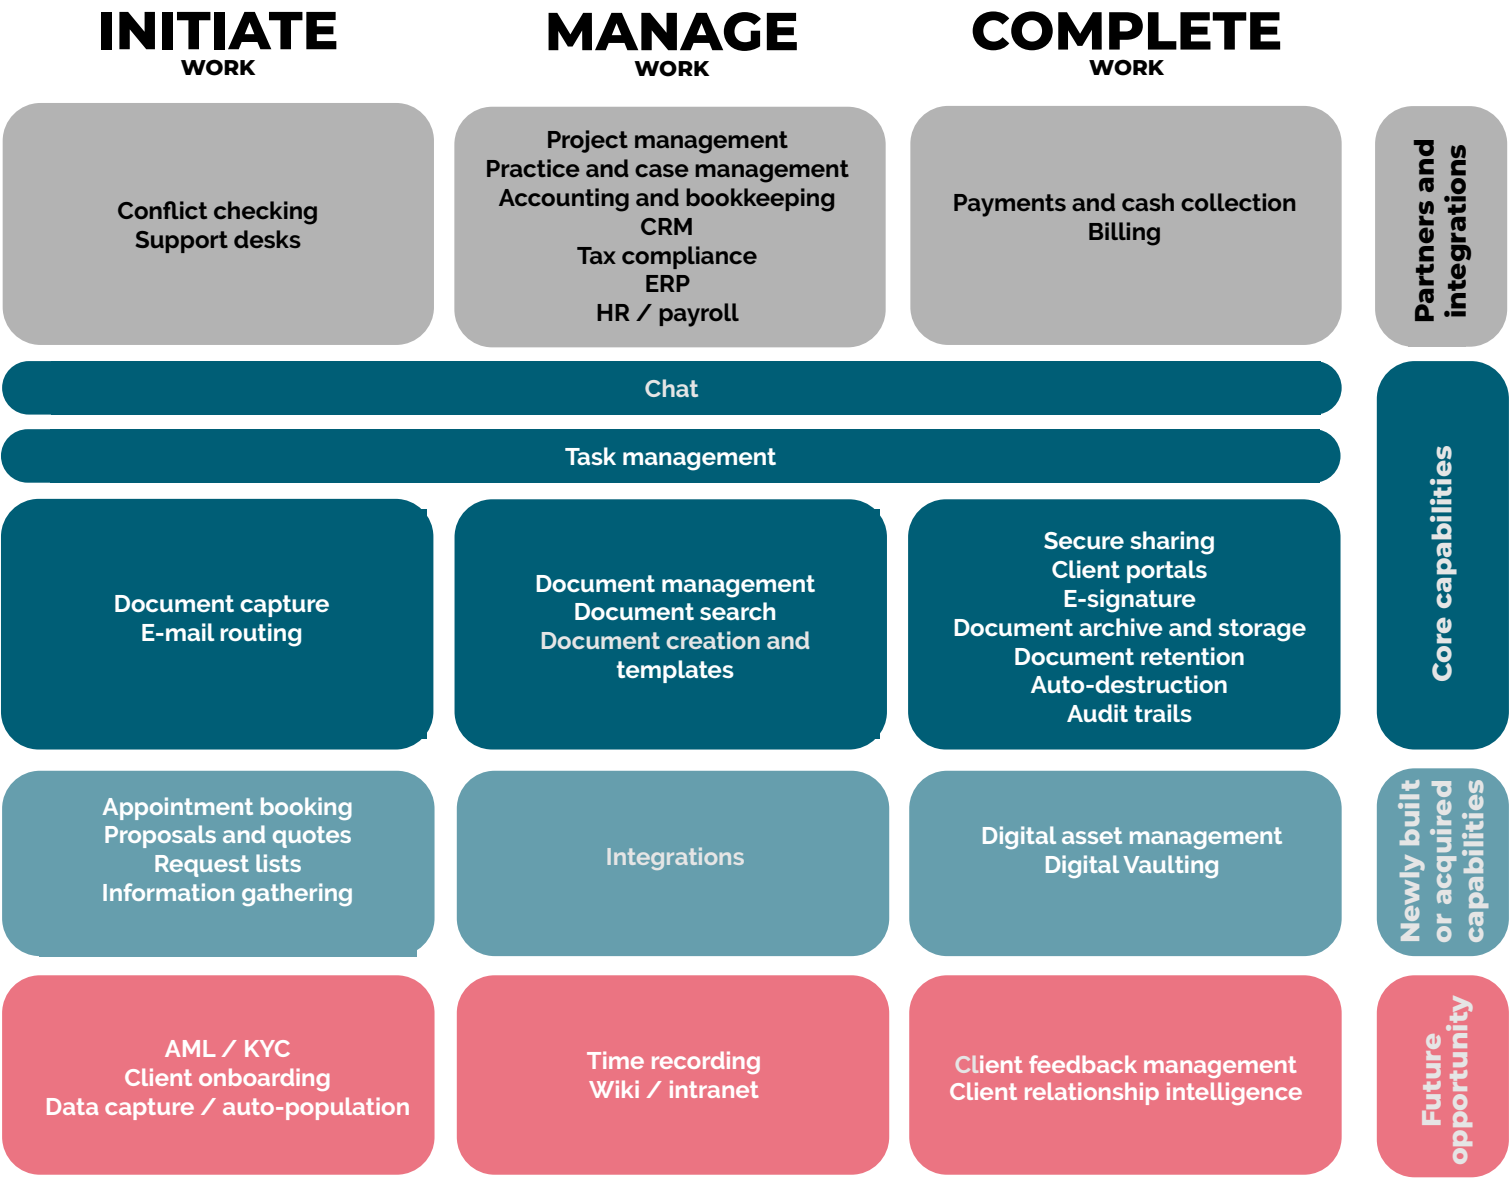 INITIATE
WORK
MANAGE
WORK
COMPLETE
WORK
Conflict checking
Support desks
Project management
Practice and case management
Accounting and bookkeeping
CRM
Tax compliance
ERP
HR / payroll
Payments and cash collection
Billing
Partners and
integrations
Chat
Task management
Document capture
E-mail routing
Document management
Document search
Document creation and
templates
Secure sharing
Client portals
E-signature
Document archive and storage
Document retention
Auto-destruction
Audit trails
Core capabilities
Appointment booking
Proposals and quotes
Request lists
Information gathering
Integrations
Digital asset management
Digital Vaulting
Newly built
or acquired
capabilities
AML / KYC
Client onboarding
Data capture / auto-population
Time recording
Wiki / intranet
Client feedback management
Client relationship intelligence
Future
opportunity